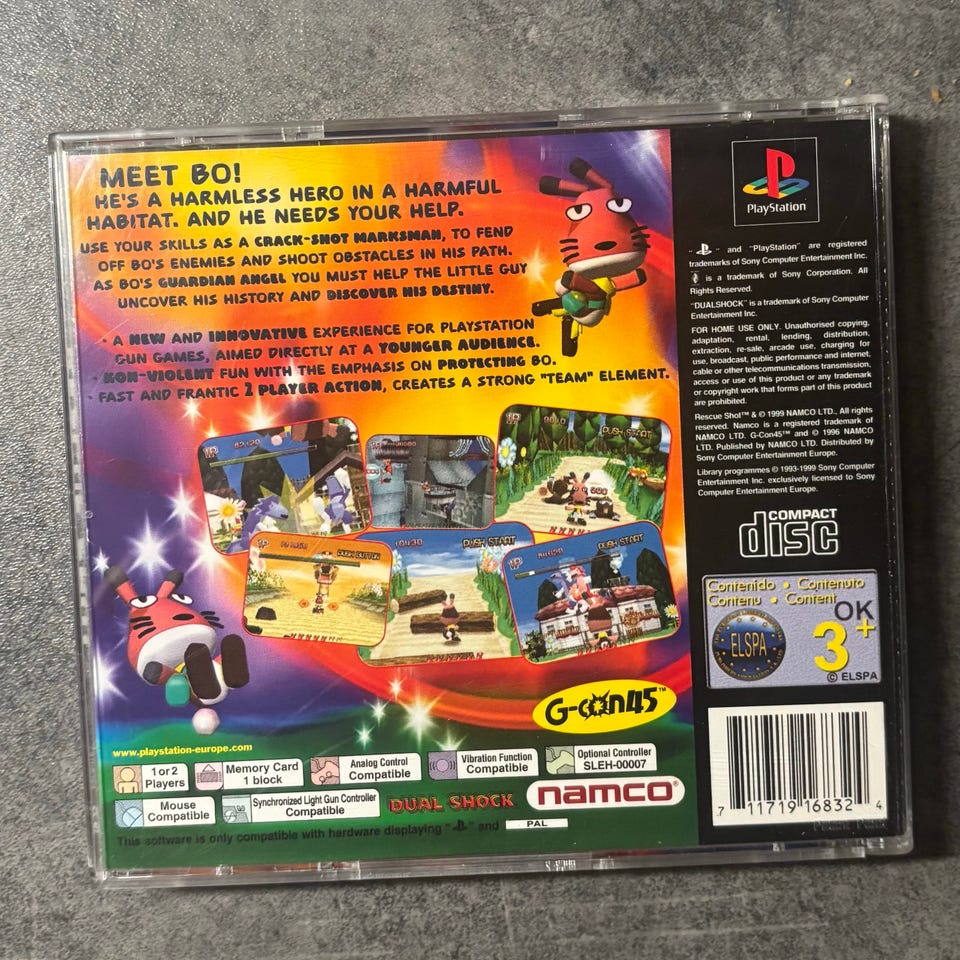 MEET BO!
HE'S A HARMLESS HERO IN A HARMFUL
HABITAT. AND HE NEEDS YOUR HELP.
USE YOUR SKILLS AS A CRACK-SHOT MARKSMAN, TO FEND
OFF BO'S ENEMIES AND SHOOT OBSTACLES IN HIS PATH.
AS BO'S GUARDIAN ANGEL YOU MUST HELP THE LITTLE GUY
UNCOVER HIS HISTORY AND DISCOVER HIS DESTINY.
· A NEW AND INNOVATIVE EXPERIENCE FOR PLAYSTATION
GUN GAMES, AIMED DIRECTLY AT A YOUNGER AUDIENCE.
· NON-VIOLENT FUN WITH THE EMPHASIS ON PROTECTING BO.
· FAST AND FRANTIC 2 PLAYER ACTION, CREATES A STRONG "TEAM" ELEMENT.
PUSH START
PUSH BUTTON
10430
PUSH START
PUSH START
G-CON45™
www.playstation-europe.com
1 or 2
Players
Memory Card
1 block
Analog Control
Compatible
Vibration Function
Compatible
Optional Controller
SLEH-00007
Mouse
Compatible
Synchronized Light Gun Controller
Compatible
DUAL SHOCK
namco®
This software is only compatible with hardware displaying " " and PAL
PlayStation
" " and "PlayStation" are registered
trademarks of Sony Computer Entertainment Inc.
is a trademark of Sony Corporation. All
Rights Reserved.
"DUALSHOCK" is a trademark of Sony Computer
Entertainment Inc.
FOR HOME USE ONLY. Unauthorised copying,
adaptation, rental, lending, distribution,
extraction, re-sale, arcade use, charging for
use, broadcast, public performance and internet,
cable or other telecommunications transmission,
access or use of this product or any trademark
or copyright work that forms part of this product
are prohibited.
Rescue Shot™ & © 1999 NAMCO LTD., All rights
reserved. Namco is a registered trademark of
NAMCO LTD. G-Con45™ and © 1996 NAMCO
LTD. Published by NAMCO LTD. Distributed by
Sony Computer Entertainment Europe.
Library programmes © 1993-1999 Sony Computer
Entertainment Inc. exclusively licensed to Sony
Computer Entertainment Europe.
COMPACT
disc
Contenido • Contenuto
Contenu • Content
OK
3+
ELSPA
© ELSPA
7 11719 16832 4